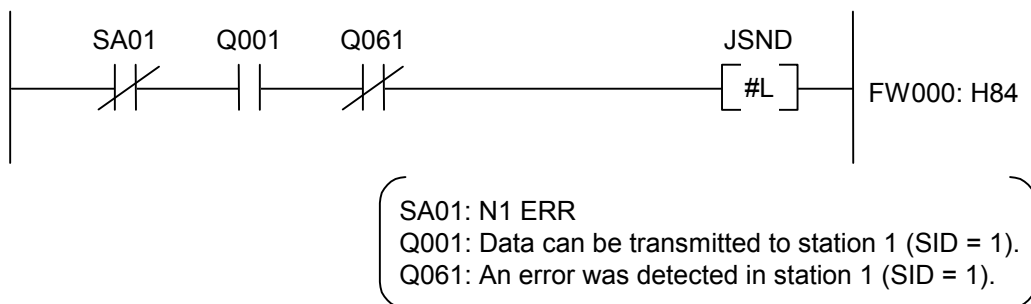 SA01 Q001 Q061 JSND
#L FW000: H84
SA01: N1 ERR
Q001: Data can be transmitted to station 1 (SID = 1).
Q061: An error was detected in station 1 (SID = 1).